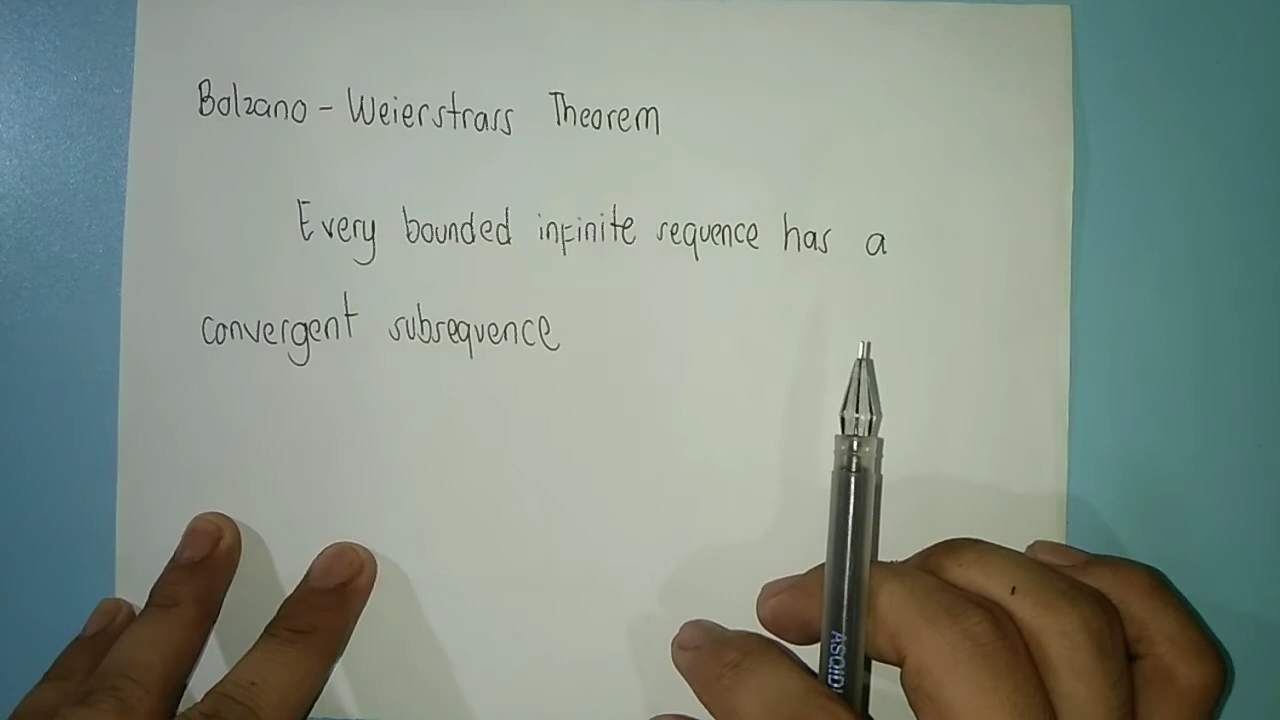 Bolzano - Weierstrass Theorem
Every bounded infinite sequence has a
convergent subsequence